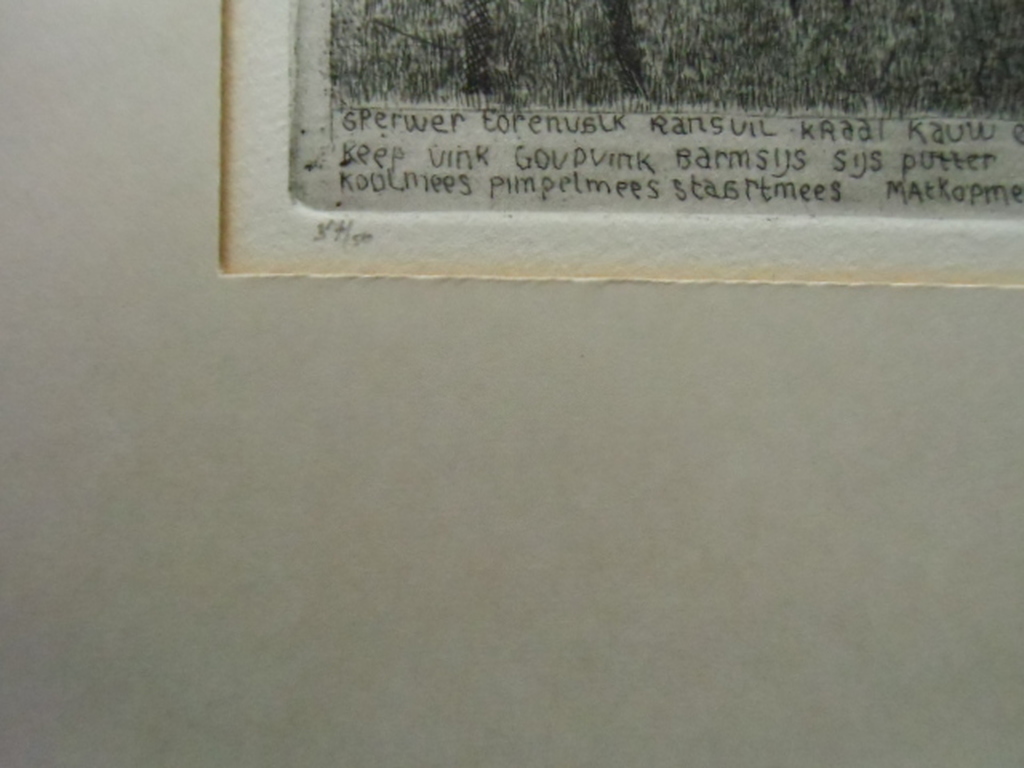 SPerwer torenvalk Ransuil kRaai Kauw
Keep vink GOUDvink Barmsijs sijs putter
Koolmees pimpelmees staartmees MAtkopme